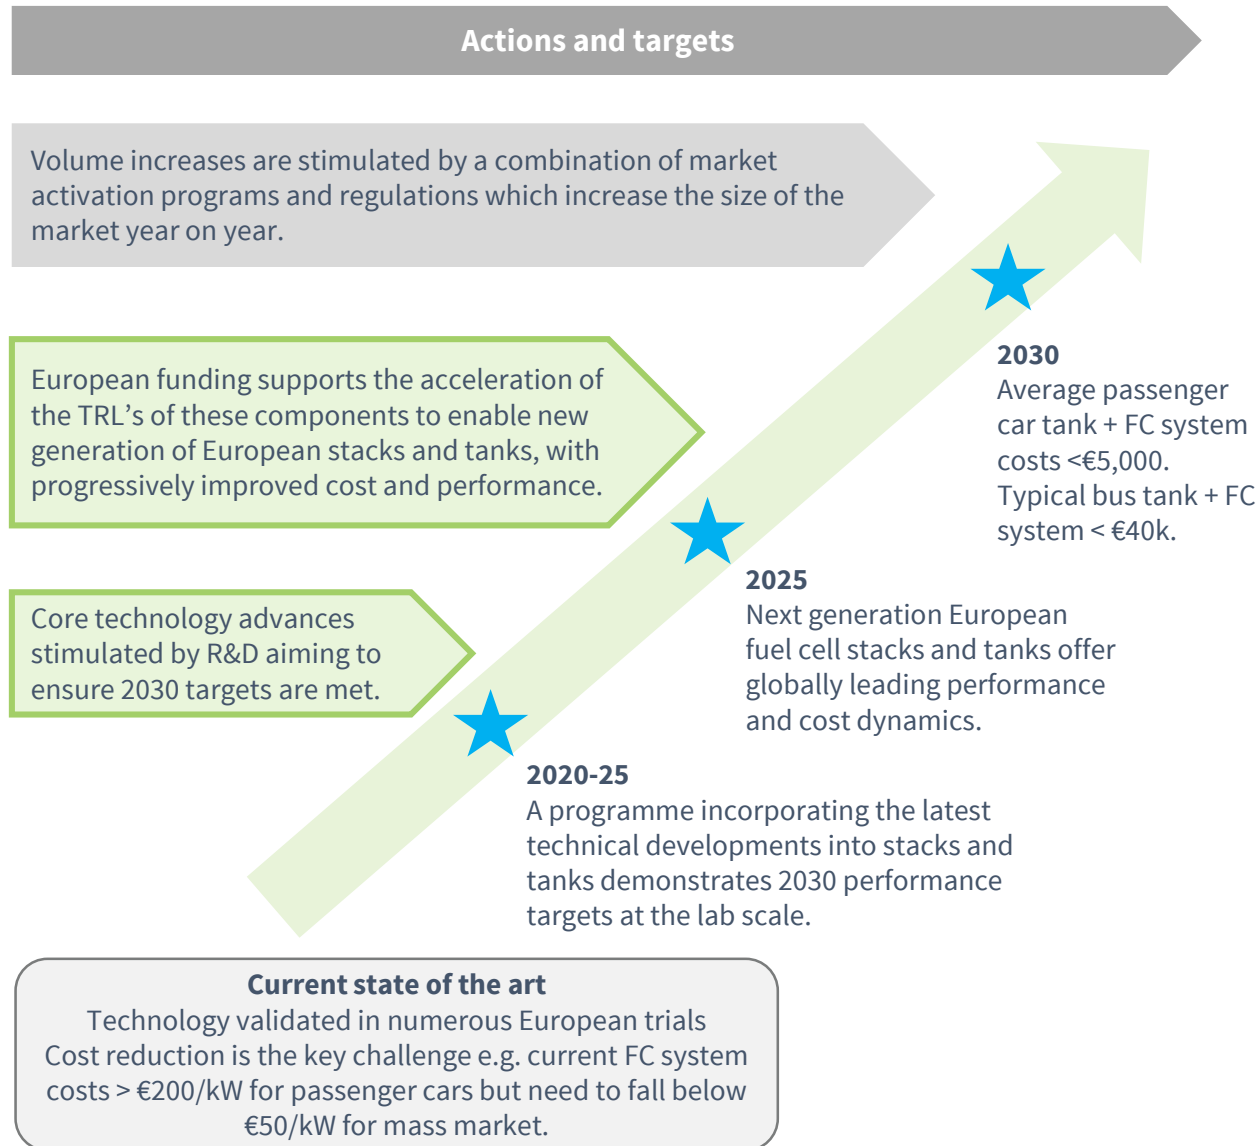 Actions and targets
Volume increases are stimulated by a combination of market
activation programs and regulations which increase the size of the
market year on year.
European funding supports the acceleration of
the TRL’s of these components to enable new
generation of European stacks and tanks, with
progressively improved cost and performance.
Core technology advances
stimulated by R&D aiming to
ensure 2030 targets are met.
2030
Average passenger
car tank + FC system
costs <€5,000.
Typical bus tank + FC
system < €40k.
2025
Next generation European
fuel cell stacks and tanks offer
globally leading performance
and cost dynamics.
2020-25
A programme incorporating the latest
technical developments into stacks and
tanks demonstrates 2030 performance
targets at the lab scale.
Current state of the art
Technology validated in numerous European trials
Cost reduction is the key challenge e.g. current FC system
costs > €200/kW for passenger cars but need to fall below
€50/kW for mass market.